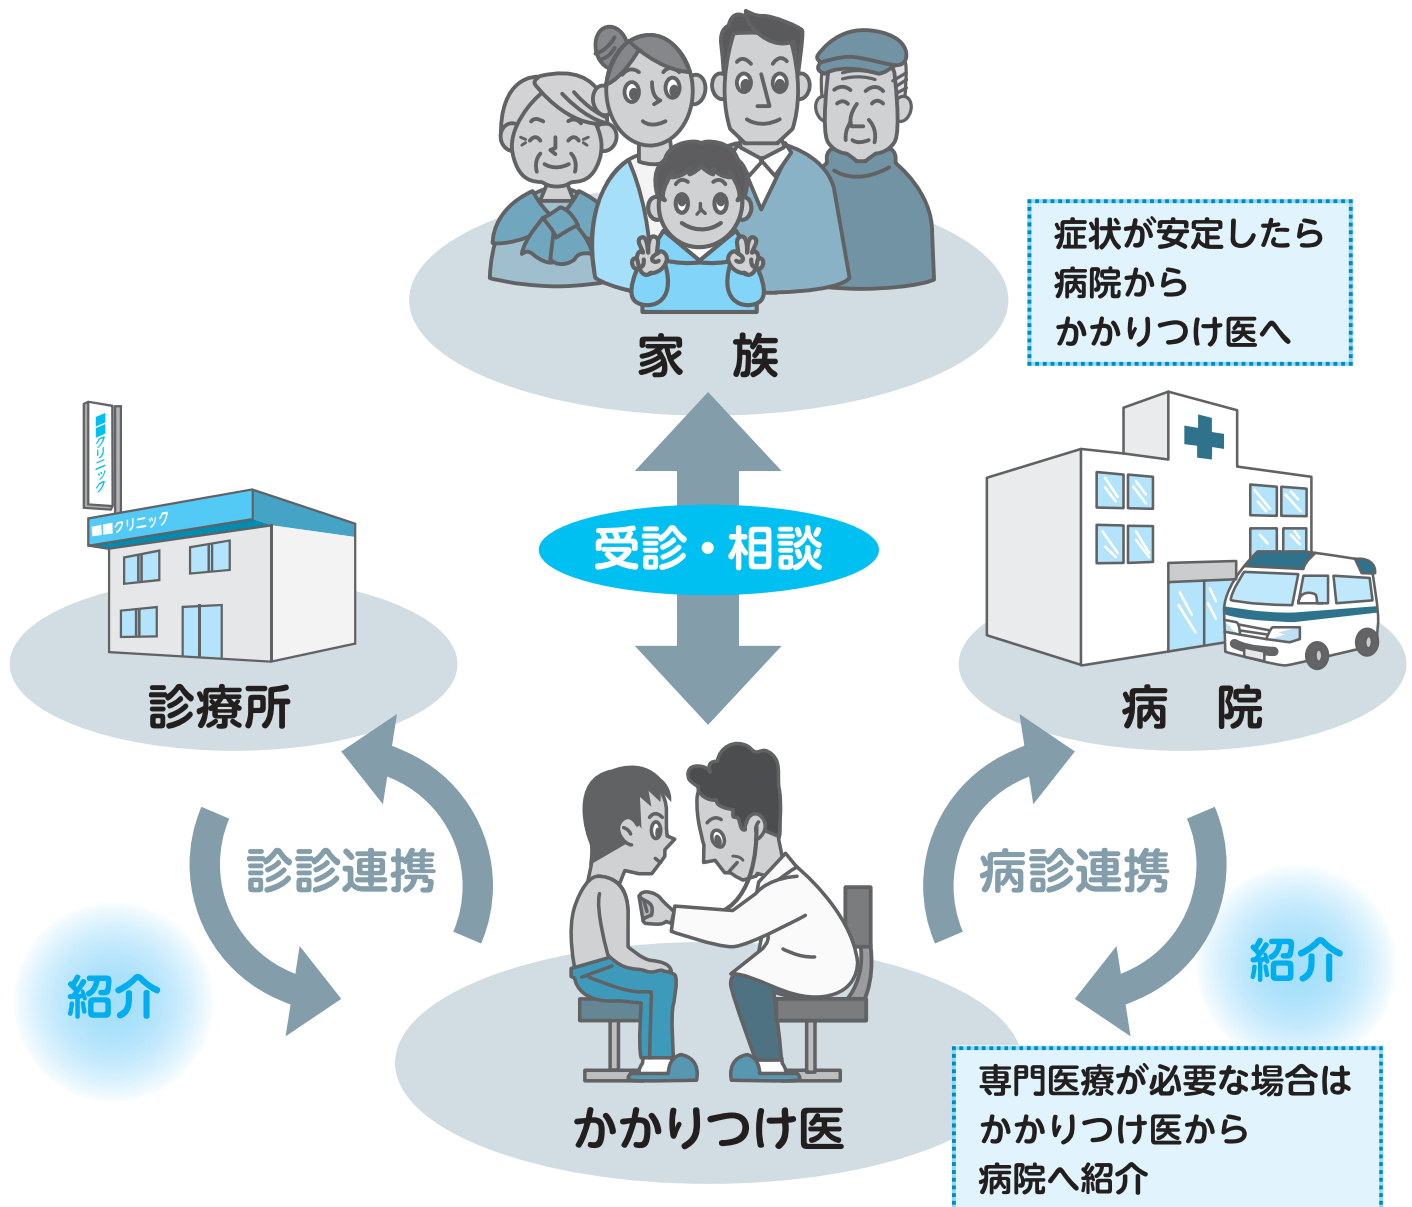 家　族
症状が安定したら
病院から
かかりつけ医へ
クリニック
クリニック
受診・相談
診療所
病　院
診診連携
病診連携
紹介
紹介
かかりつけ医
専門医療が必要な場合は
かかりつけ医から
病院へ紹介